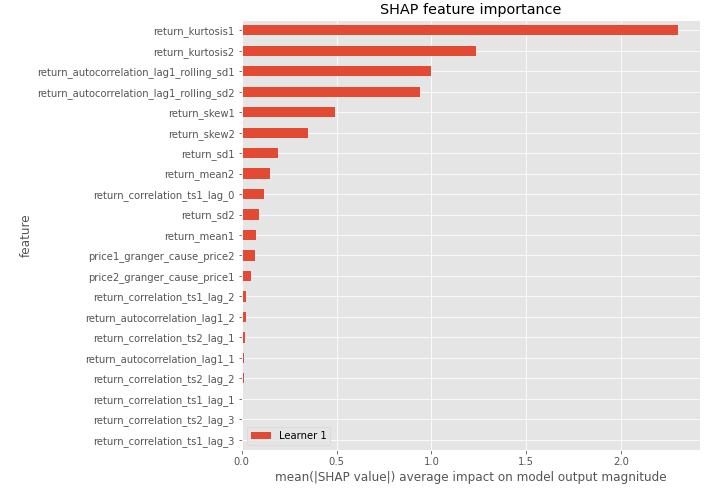 SHAP feature importance
return_kurtosis1
return_kurtosis2
return_autocorrelation_lag1_rolling_sd1
return_autocorrelation_lag1_rolling_sd2
return_skew1
return_skew2
return_sd1
return_mean2
return_correlation_ts1_lag_0
return_sd2
return_mean1
price1_granger_cause_price2
price2_granger_cause_price1
return_correlation_ts1_lag_2
return_autocorrelation_lag1_2
return_correlation_ts2_lag_1
return_autocorrelation_lag1_1
return_correlation_ts2_lag_2
return_correlation_ts1_lag_1
return_correlation_ts2_lag_3
return_correlation_ts1_lag_3
feature
Learner 1
0.0 0.5 1.0 1.5 2.0
mean(|SHAP value|) average impact on model output magnitude